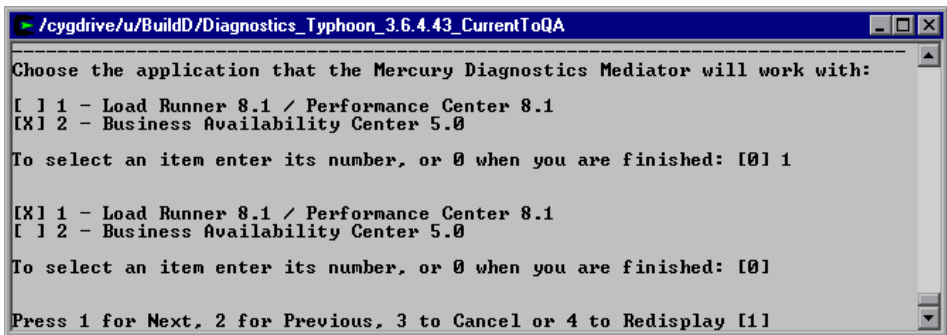 /cygdrive/u/BuildD/Diagnostics_Typhoon_3.6.4.43_CurrentToQA
--------------------------------------------------------------------------------
Choose the application that the Mercury Diagnostics Mediator will work with:
[ ] 1 - Load Runner 8.1 / Performance Center 8.1
[X] 2 - Business Availability Center 5.0
To select an item enter its number, or 0 when you are finished: [0] 1
[X] 1 - Load Runner 8.1 / Performance Center 8.1
[ ] 2 - Business Availability Center 5.0
To select an item enter its number, or 0 when you are finished: [0]
Press 1 for Next, 2 for Previous, 3 to Cancel or 4 to Redisplay [1]